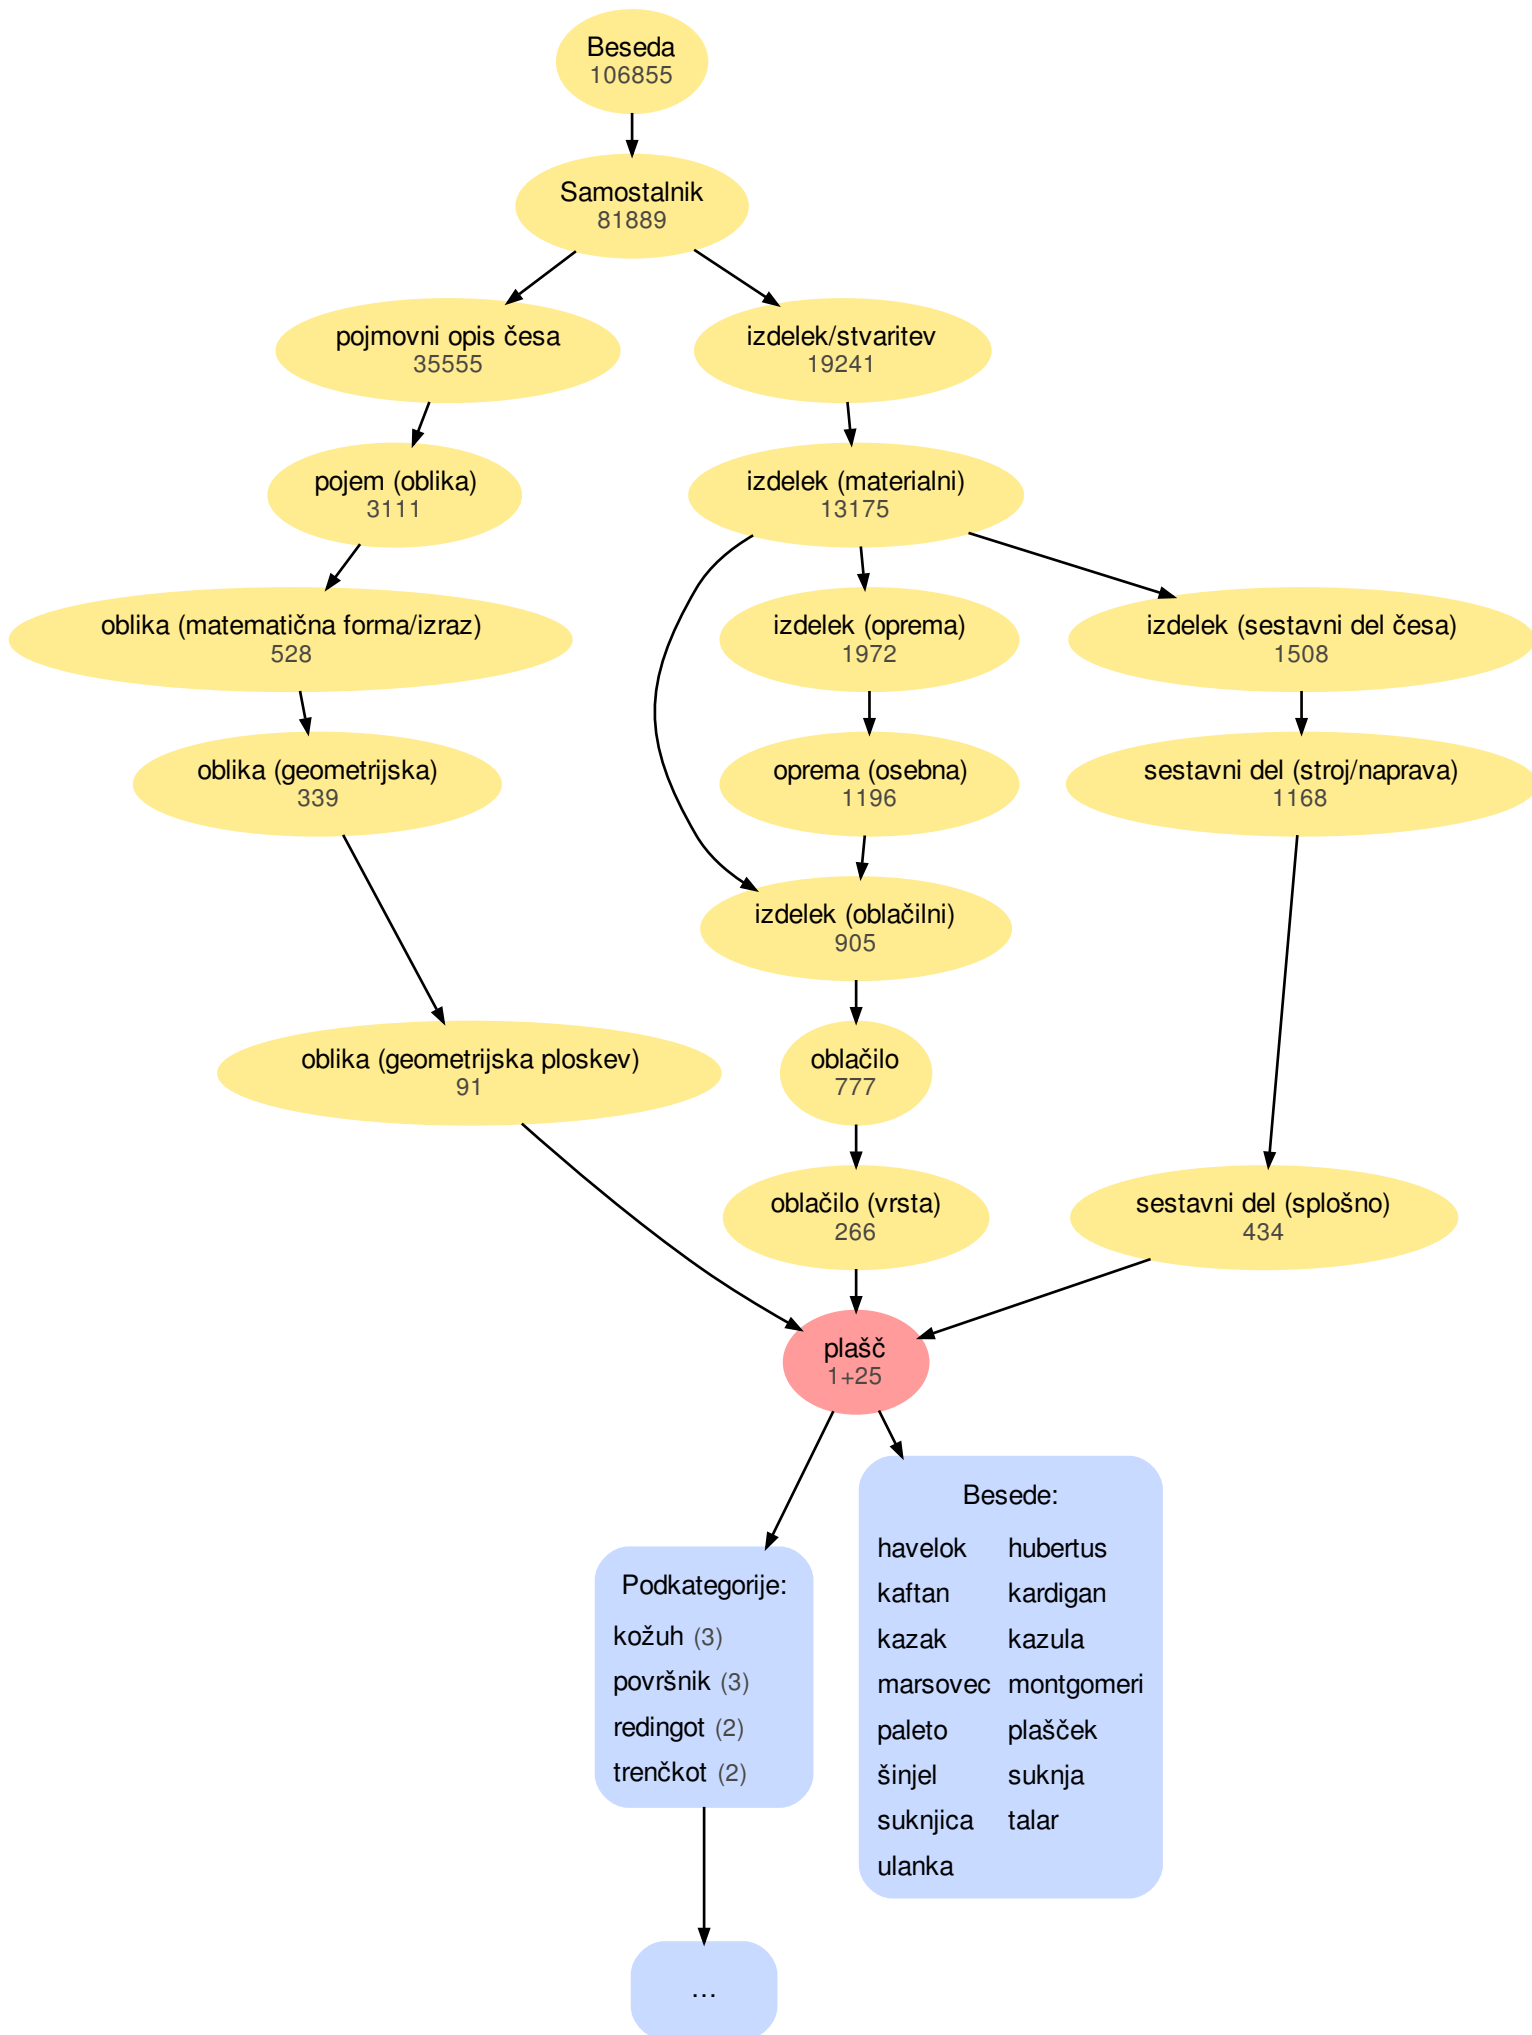 Beseda
106855
Samostalnik
81889
pojmovni opis česa
35555
izdelek/stvaritev
19241
pojem (oblika)
3111
izdelek (materialni)
13175
oblika (matematična forma/izraz)
528
izdelek (oprema)
1972
izdelek (sestavni del česa)
1508
oblika (geometrijska)
339
oprema (osebna)
1196
sestavni del (stroj/naprava)
1168
izdelek (oblačilni)
905
oblika (geometrijska ploskev)
91
oblačilo
777
oblačilo (vrsta)
266
sestavni del (splošno)
434
plašč
1+25
Podkategorije:
kožuh (3)
površnik (3)
redingot (2)
trenčkot (2)
Besede:
havelok hubertus
kaftan kardigan
kazak kazula
marsovec montgomeri
paleto plašček
šinjel suknja
suknjica talar
ulanka
...